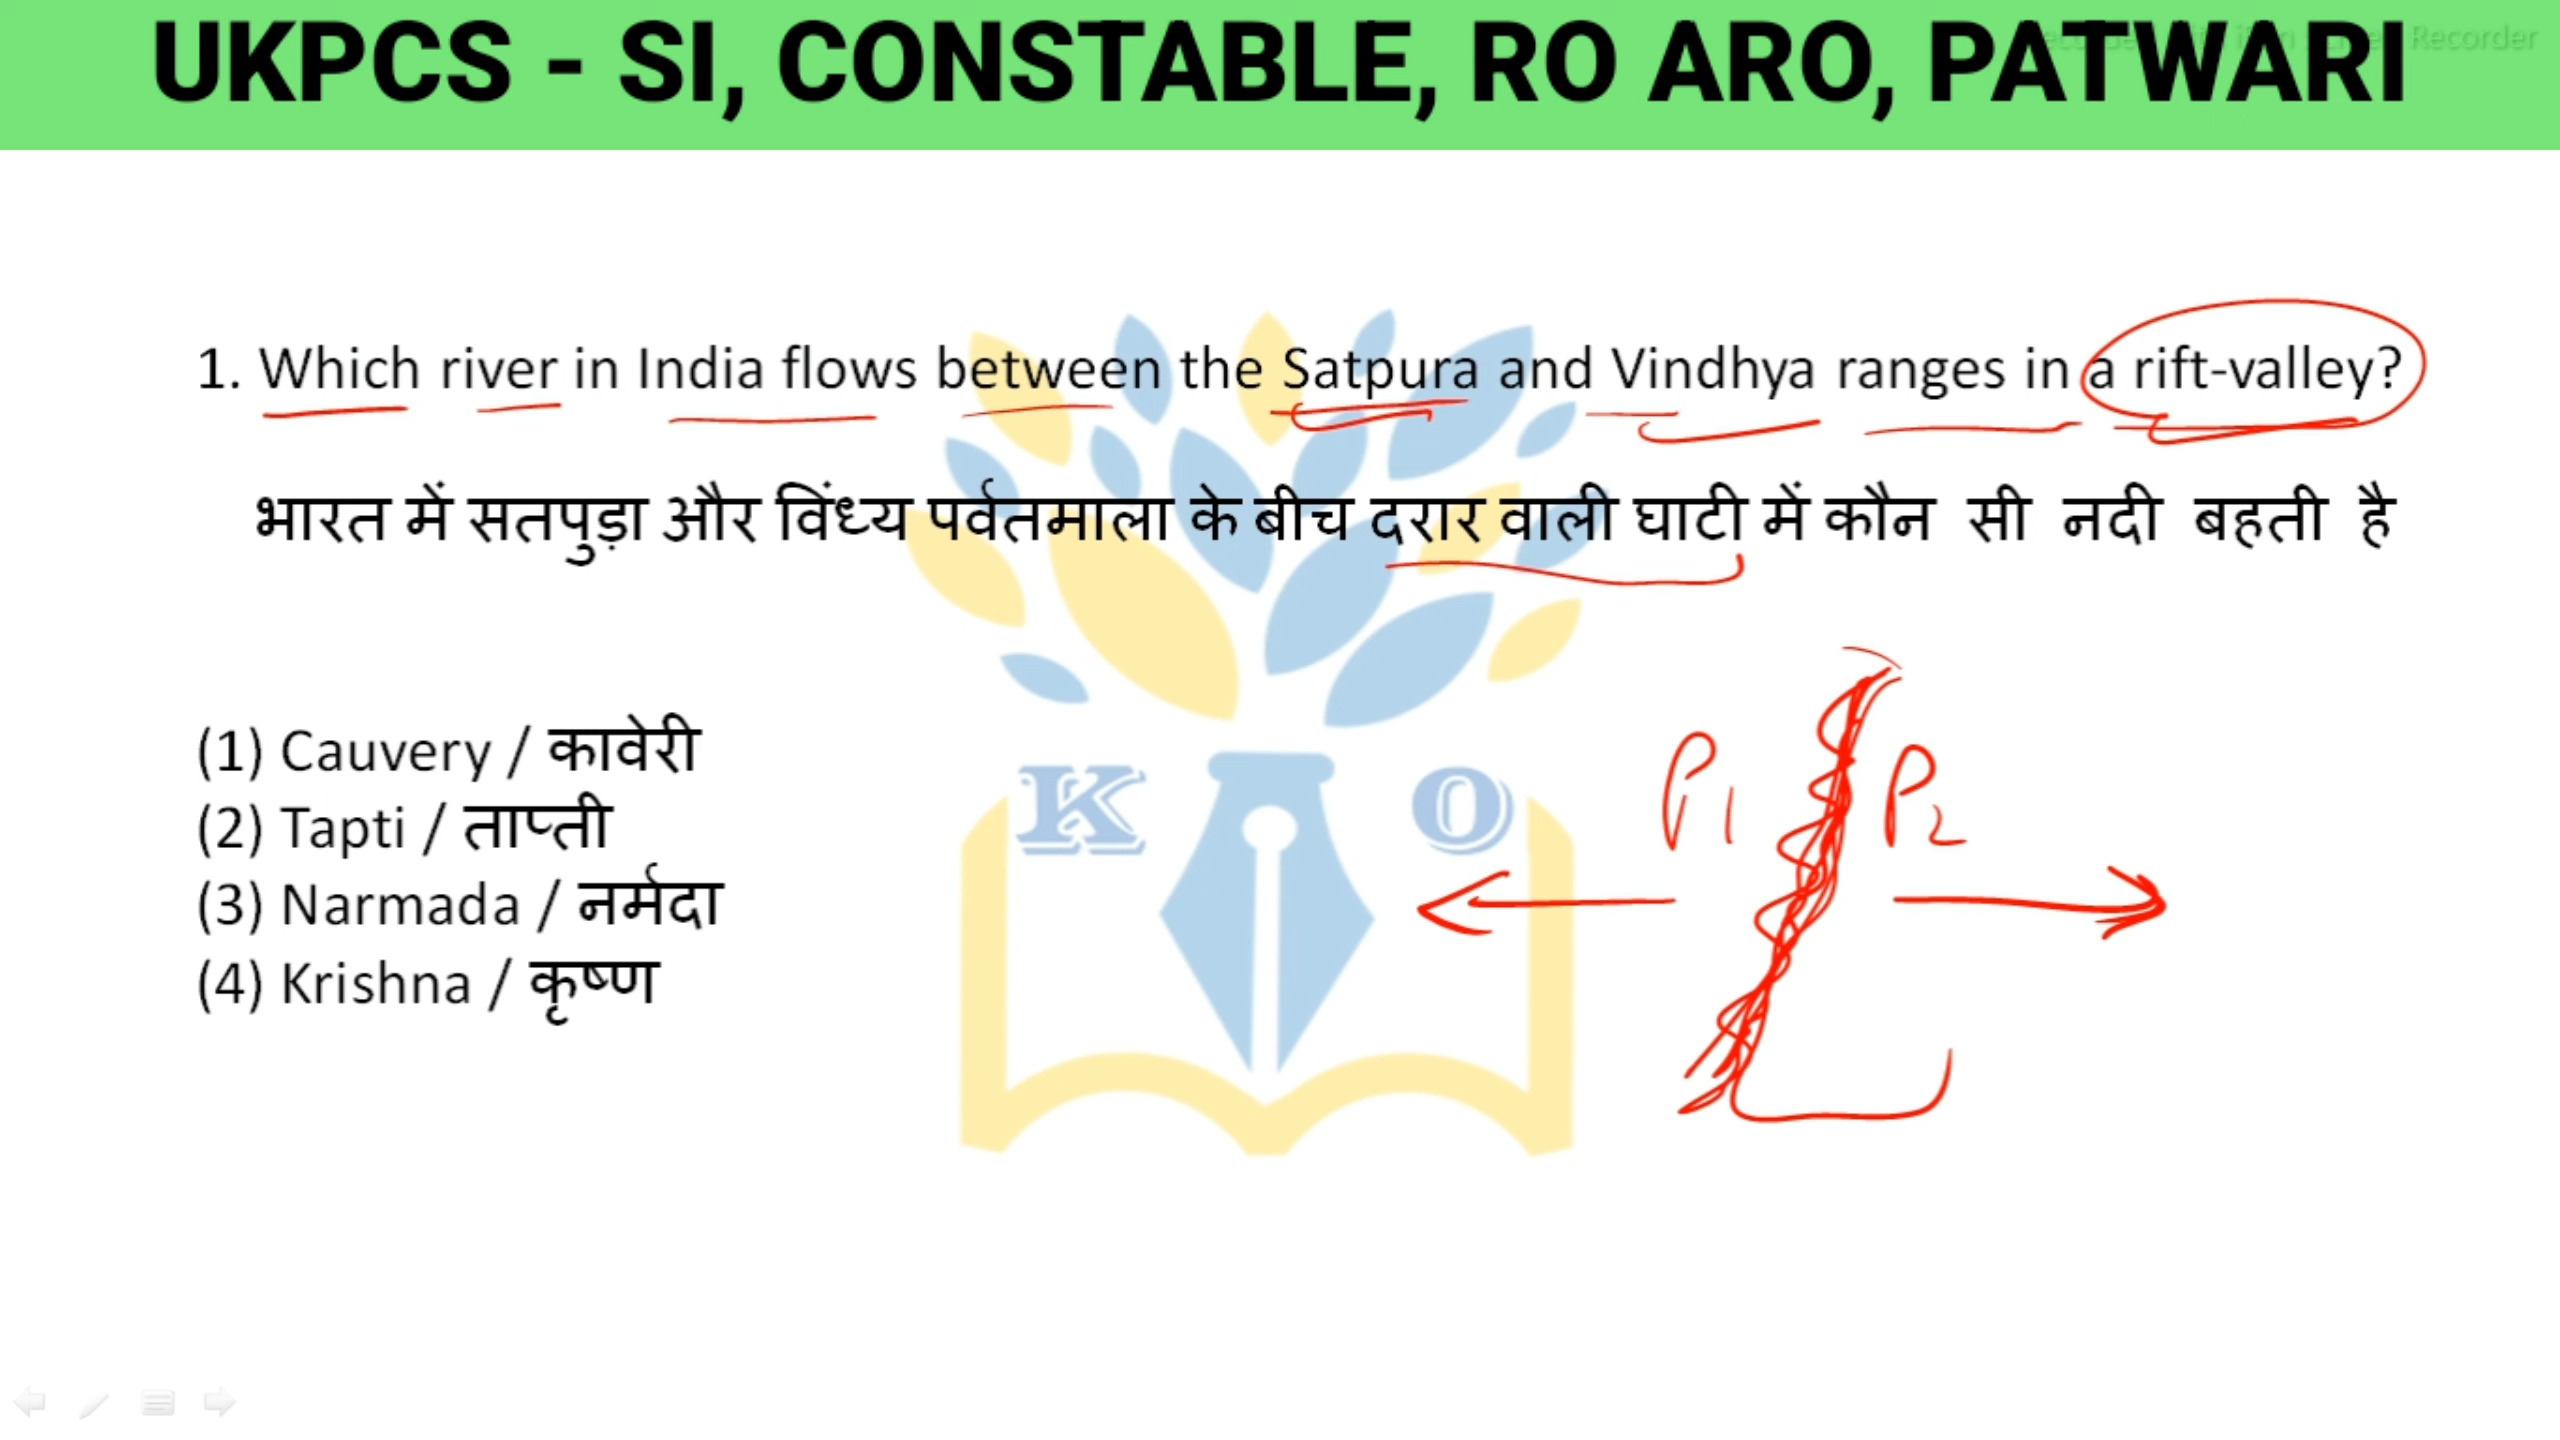 UKPCS - SI, CONSTABLE, RO ARO, PATWARI
1. Which river in India flows between the Satpura and Vindhya ranges in a rift-valley?
भारत में सतपुड़ा और विंध्य पर्वतमाला के बीच दरार वाली घाटी में कौन सी नदी बहती है
(1) Cauvery / कावेरी
(2) Tapti / ताप्ती
(3) Narmada / नर्मदा
(4) Krishna / कृष्ण
K O
P1 P2
Recorder